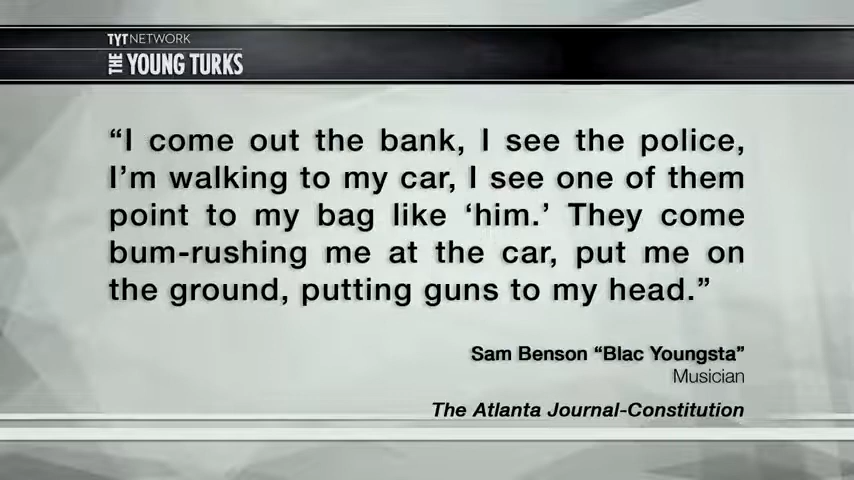 TYT NETWORK
THE YOUNG TURKS
“I come out the bank, I see the police,
I’m walking to my car, I see one of them
point to my bag like ‘him.’ They come
bum-rushing me at the car, put me on
the ground, putting guns to my head.”
Sam Benson “Blac Youngsta”
Musician
The Atlanta Journal-Constitution